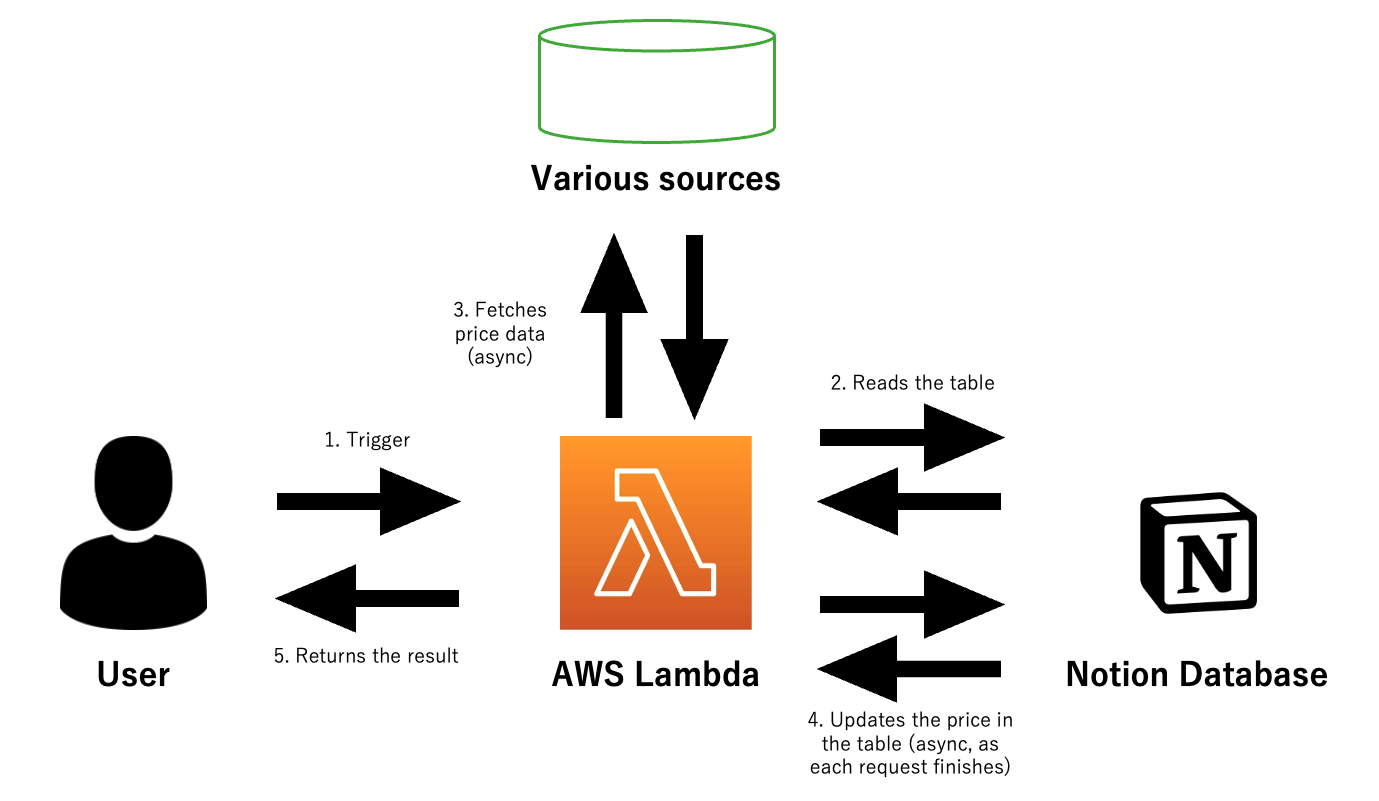 Various sources
3. Fetches
price data
(async)
2. Reads the table
1. Trigger
N
5. Returns the result
User
AWS Lambda
Notion Database
4. Updates the price in
the table (async, as
each request finishes)